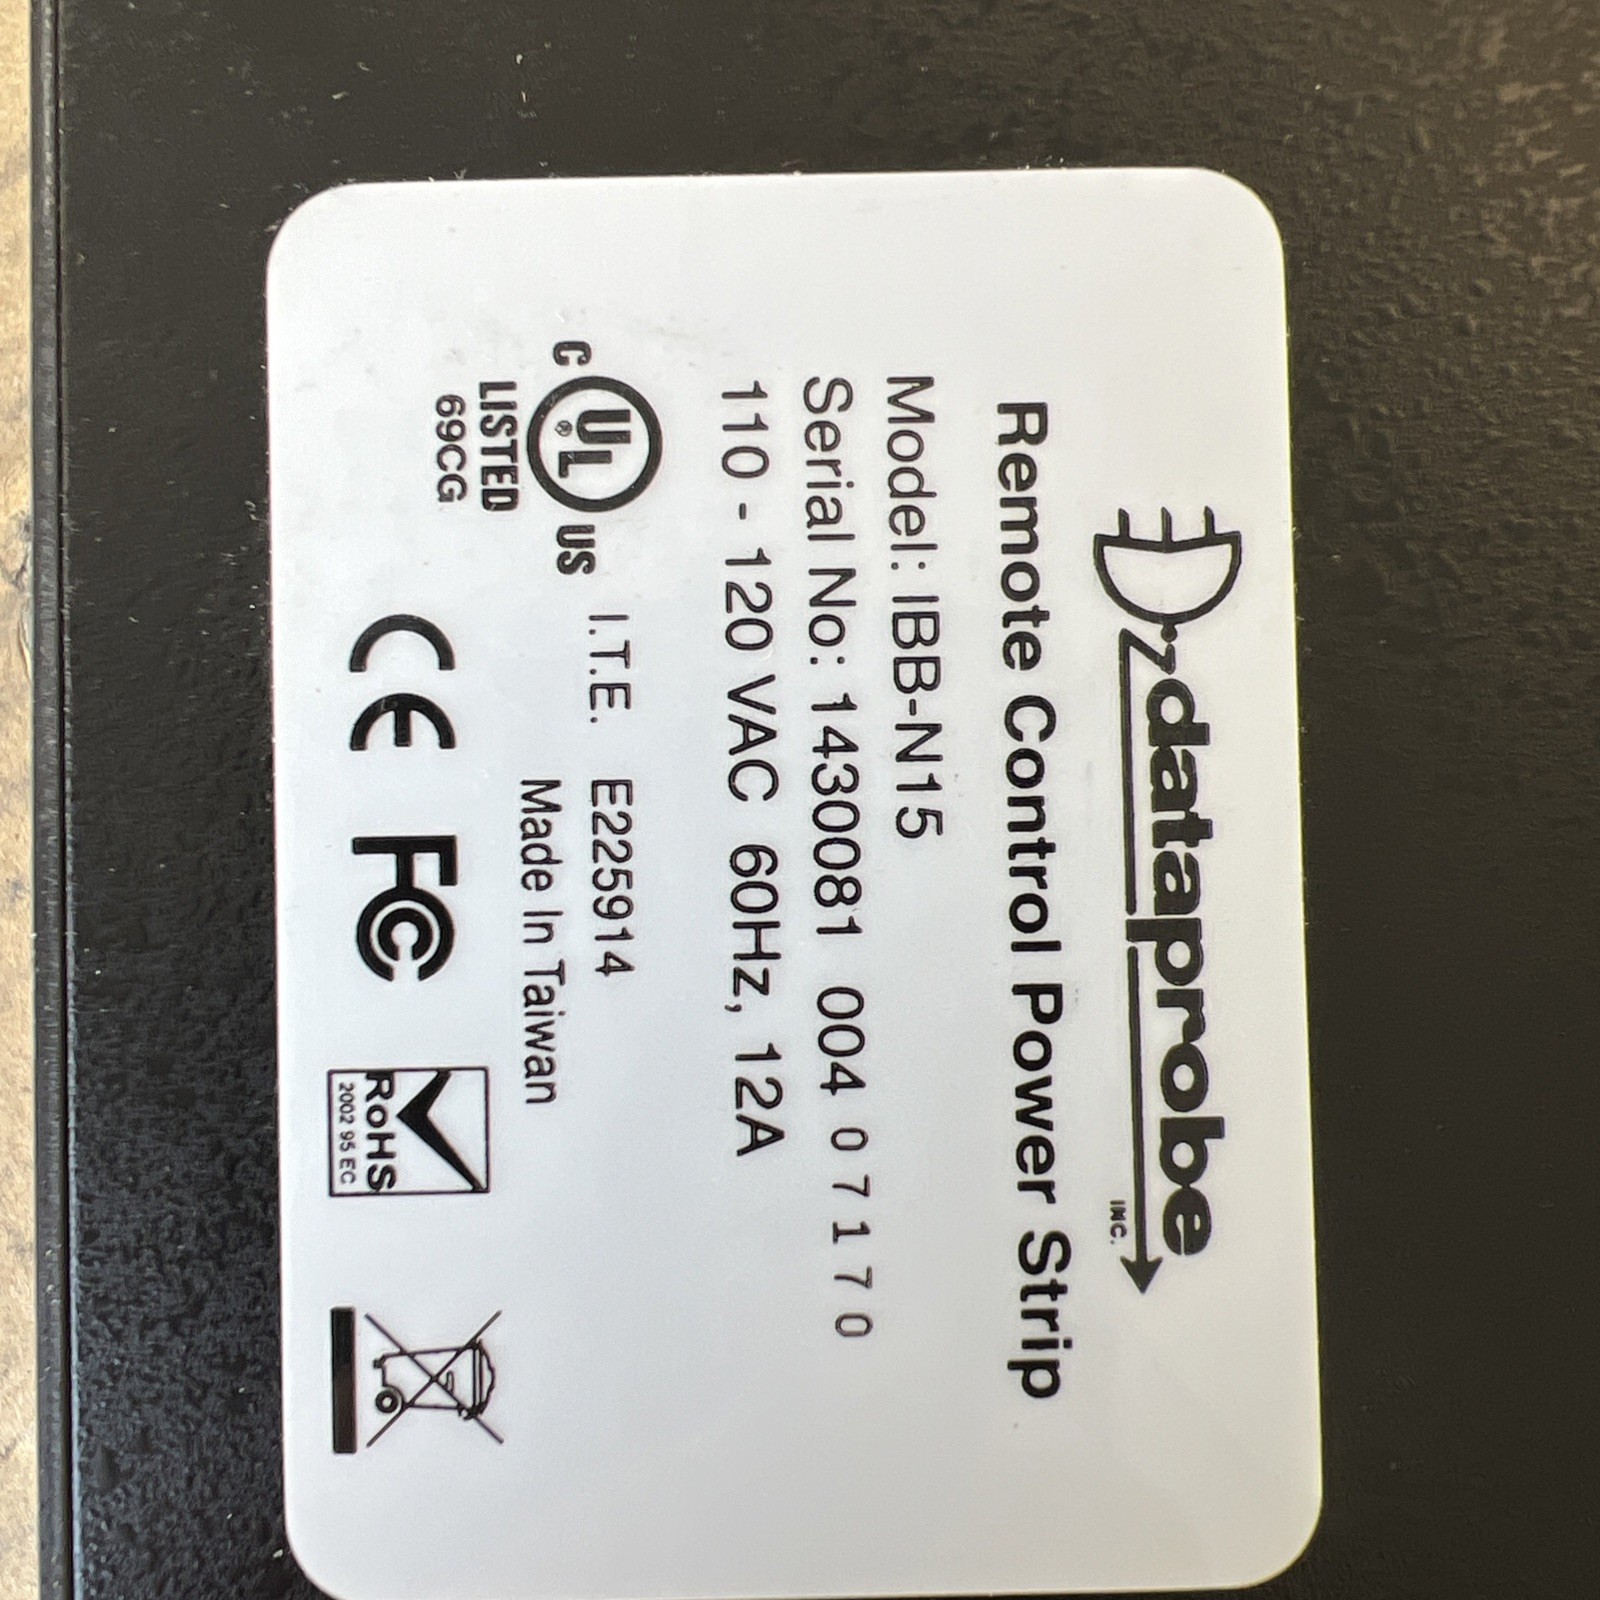 dataprobe
INC.
Remote Control Power Strip
Model: IBB-N15
Serial No: 1430081 004 07170
110 - 120 VAC 60Hz, 12A
C UL® US
LISTED
69CG
I.T.E. E225914
Made In Taiwan
CE FC
RoHS
2002 95 EC